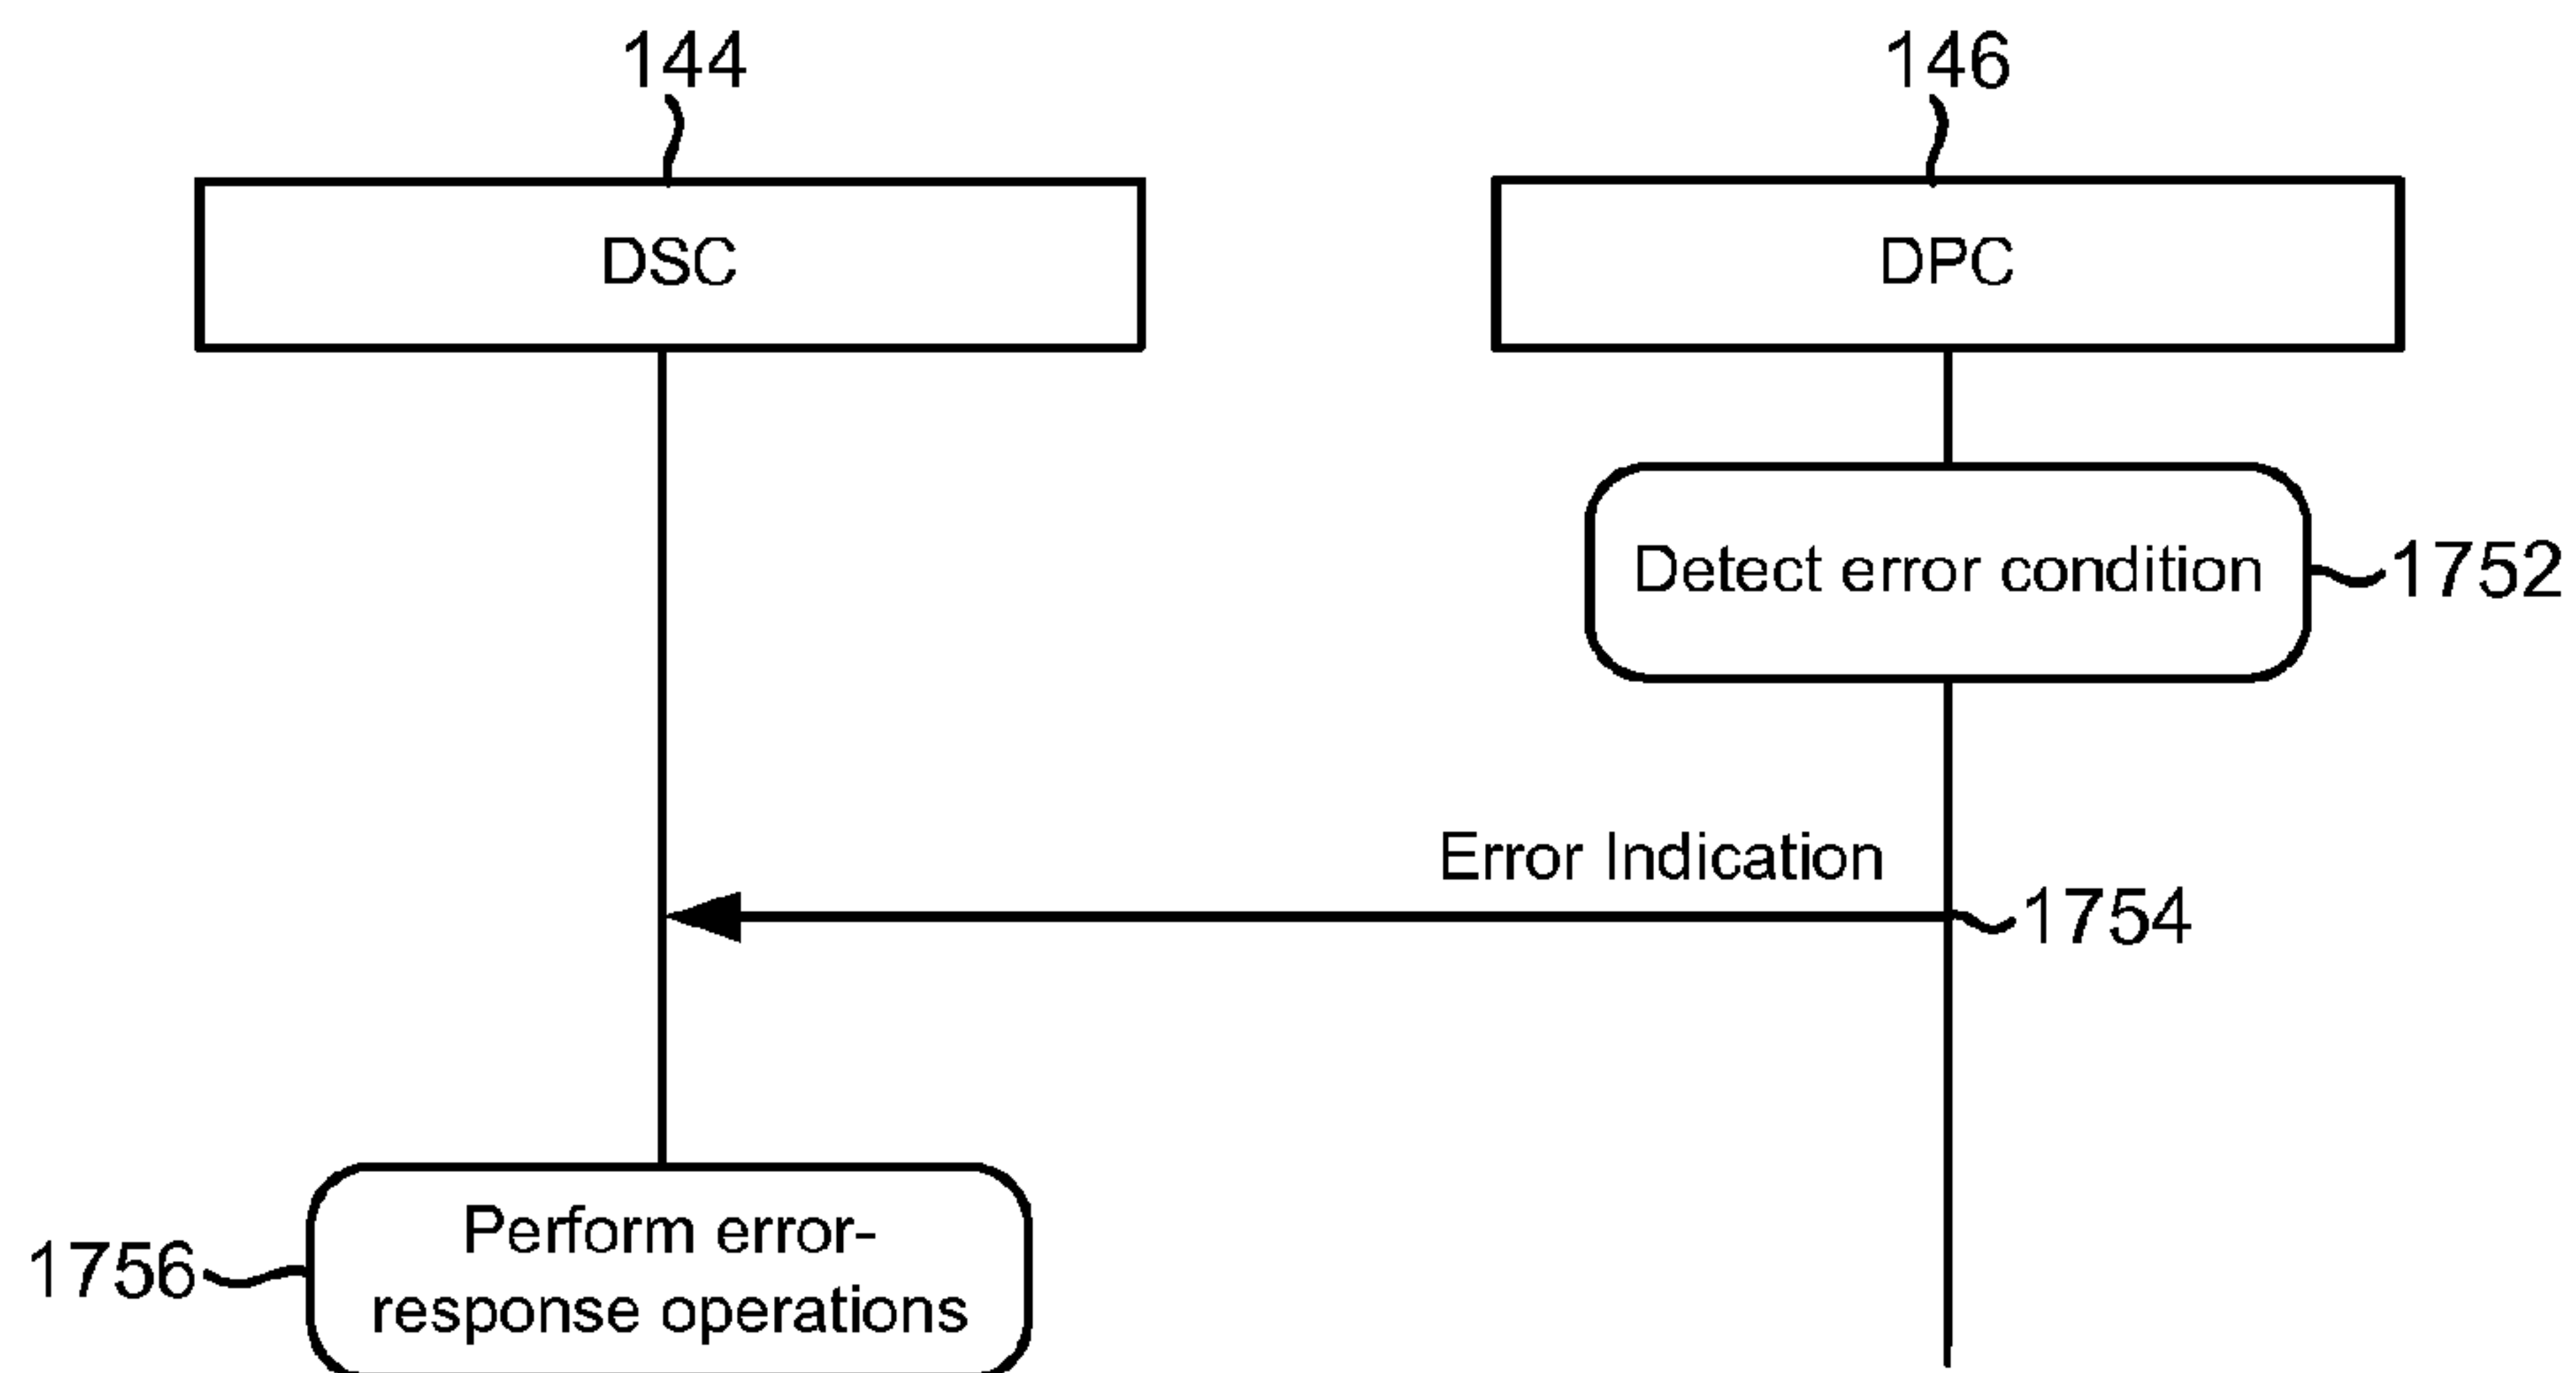 144
146
DSC
DPC
Detect error condition
1752
Error Indication
1754
1756
Perform error-
response operations